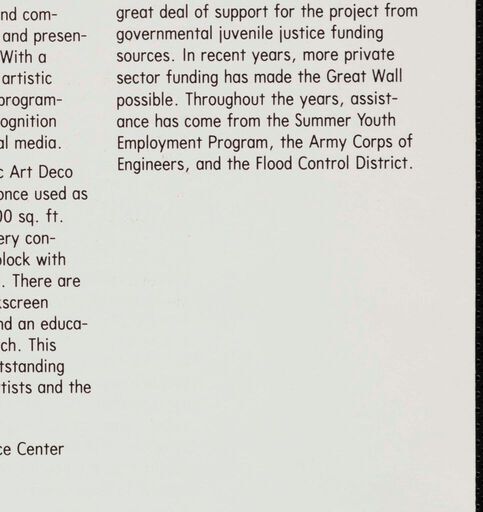 nd com-
and presen-
With a
artistic
program-
ognition
al media.
c Art Deco
once used as
00 sq. ft.
ery con-
block with
. There are
kscreen
nd an educa-
ch. This
tstanding
tists and the
ce Center
great deal of support for the project from
governmental juvenile justice funding
sources. In recent years, more private
sector funding has made the Great Wall
possible. Throughout the years, assist-
ance has come from the Summer Youth
Employment Program, the Army Corps of
Engineers, and the Flood Control District.